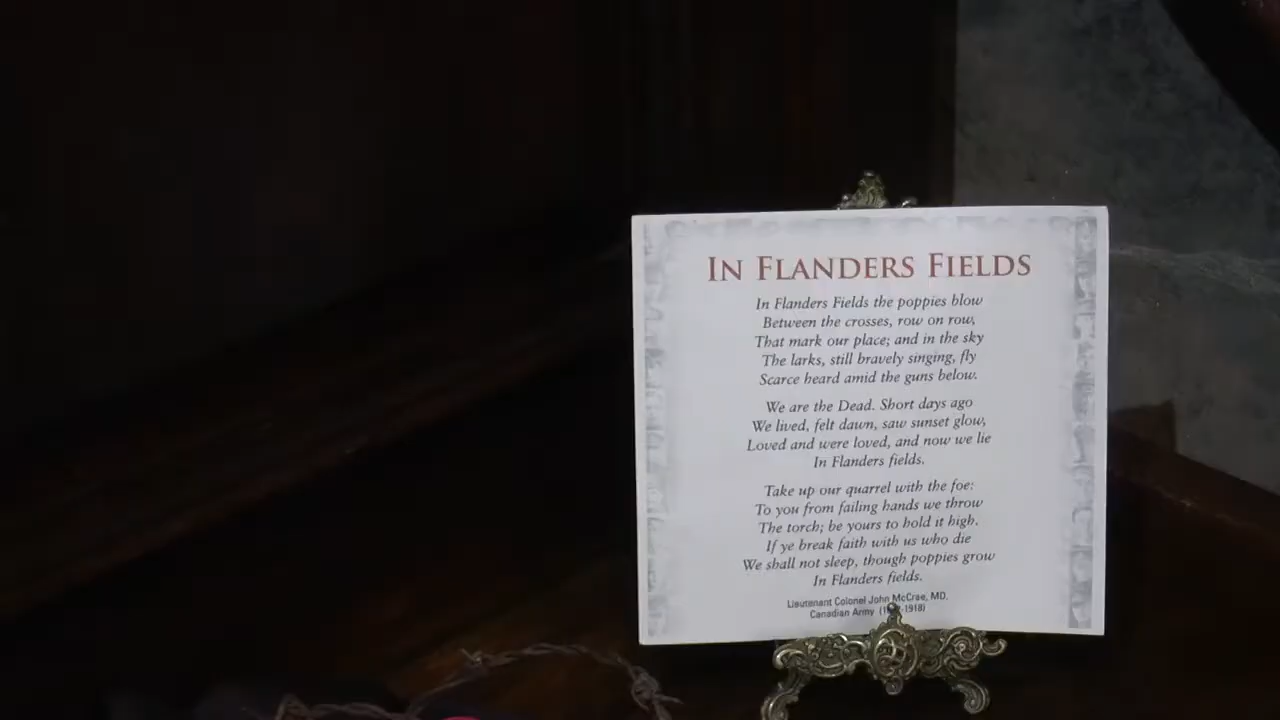 IN FLANDERS FIELDS
In Flanders Fields the poppies blow
Between the crosses, row on row,
That mark our place; and in the sky
The larks, still bravely singing, fly
Scarce heard amid the guns below.
We are the Dead. Short days ago
We lived, felt dawn, saw sunset glow,
Loved and were loved, and now we lie
In Flanders fields.
Take up our quarrel with the foe:
To you from failing hands we throw
The torch; be yours to hold it high.
If ye break faith with us who die
We shall not sleep, though poppies grow
In Flanders fields.
Lieutenant Colonel John McCrae, MD.
Canadian Army